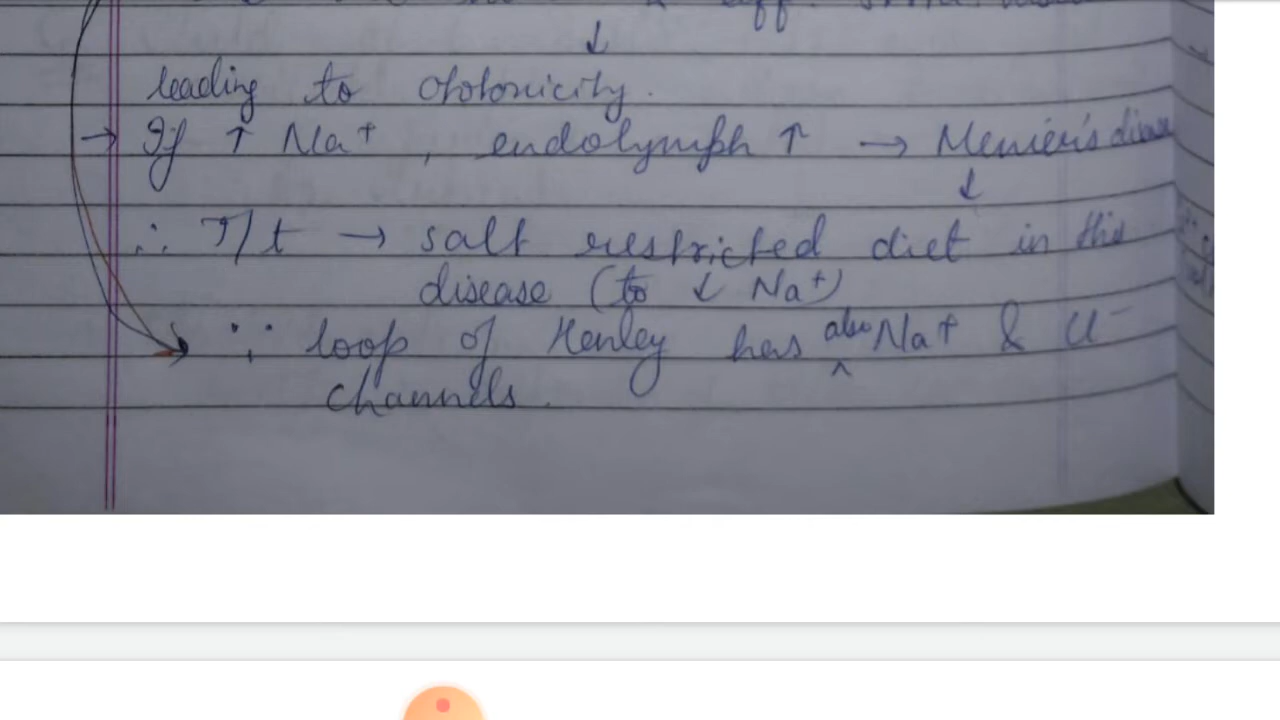 ↓
leading to Ototoxicity.
→ If ↑ Na⁺, endolymph ↑ → Menier's disease
↓
∴ T/t → salt restricted diet in this
disease (to ↓ Na⁺)
∵ loop of Henley has also Na⁺ & Cl⁻
channels.